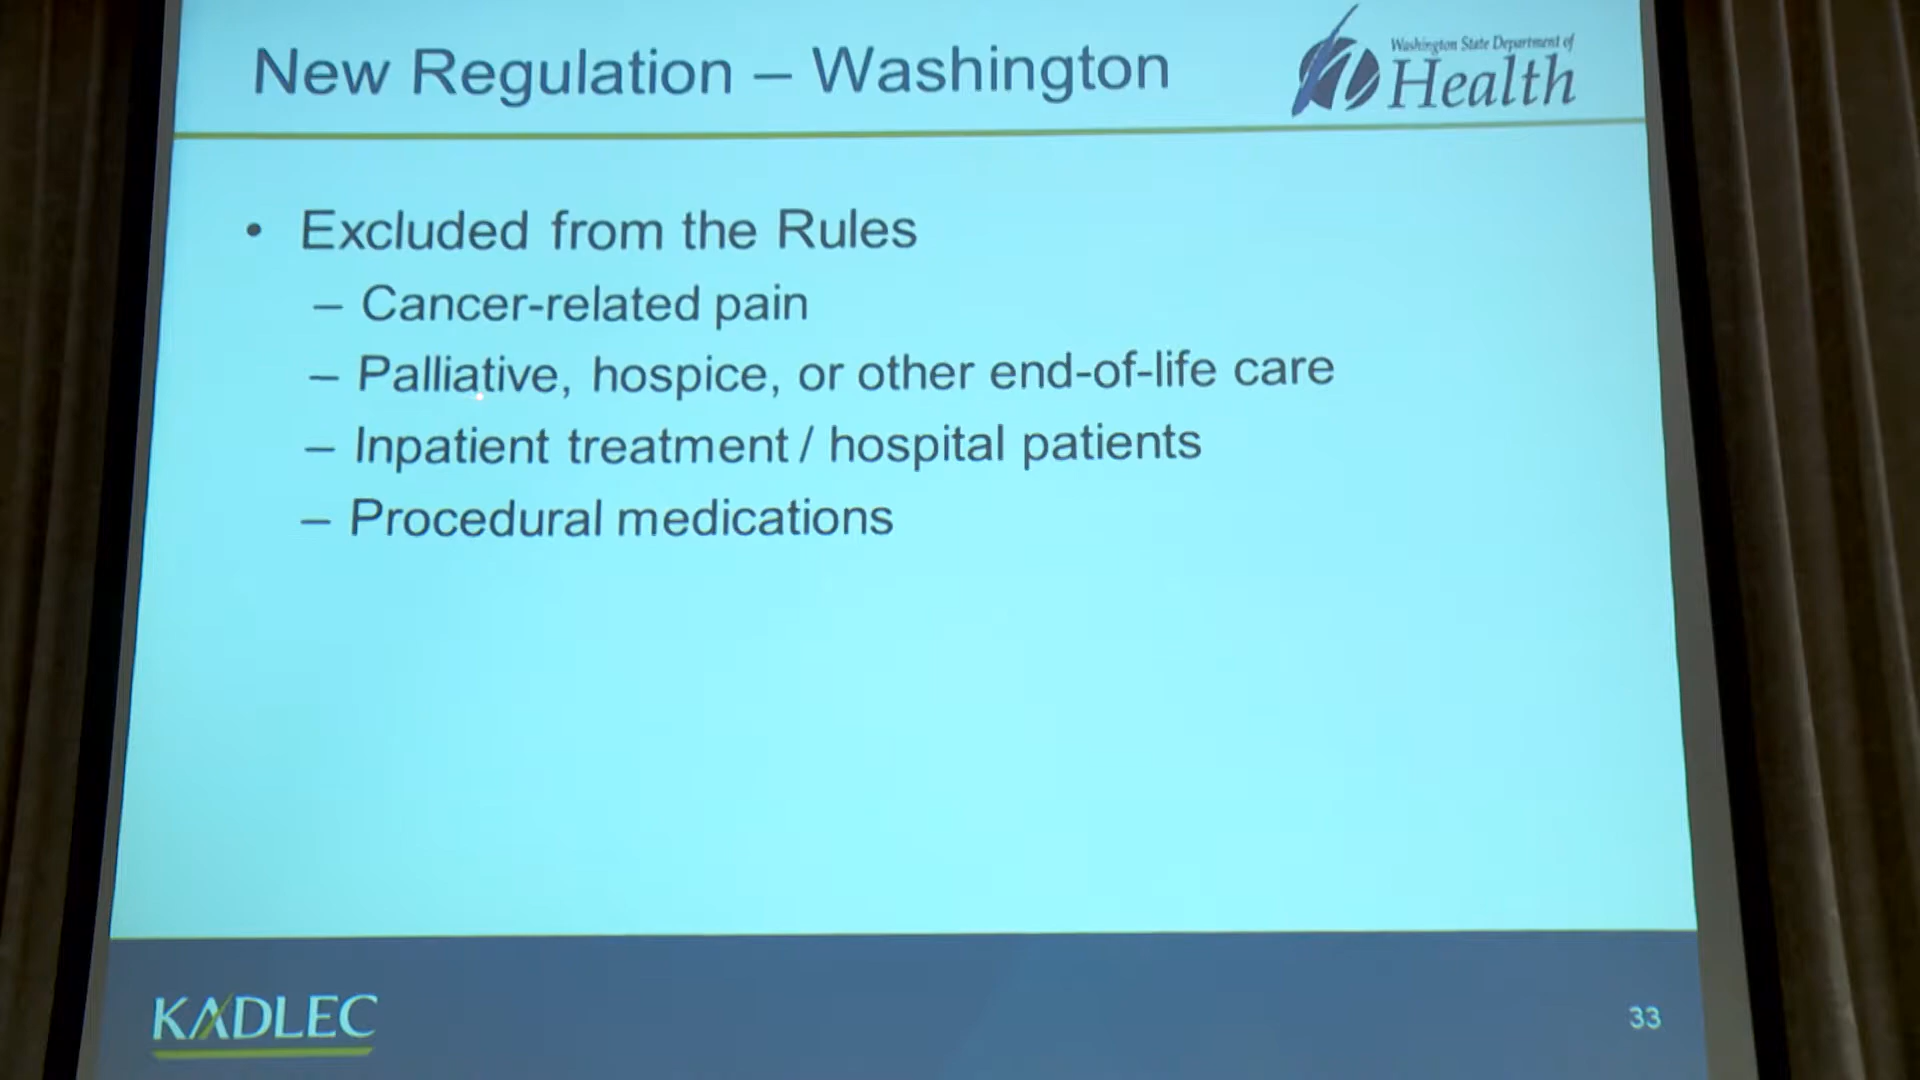 New Regulation – Washington
Washington State Department of
Health
• Excluded from the Rules
– Cancer-related pain
– Palliative, hospice, or other end-of-life care
– Inpatient treatment / hospital patients
– Procedural medications
KADLEC
33